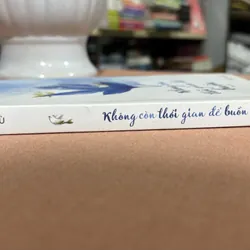 Không còn thời gian để buồn